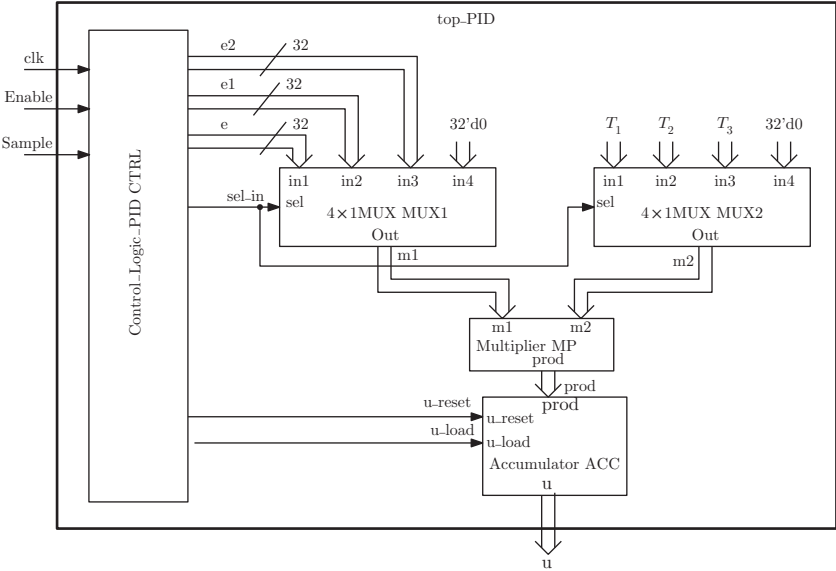 top_PID
clk
Enable
Sample
Control_Logic_PID CTRL
e2 32
e1 32
e 32
32'd0
T1 T2 T3 32'd0
in1 in2 in3 in4
in1 in2 in3 in4
sel_in
sel
4×1MUX MUX1
Out
sel
4×1MUX MUX2
Out
m1
m2
m1 m2
Multiplier MP
prod
prod
u_reset
u_load
prod
u_reset
u_load
Accumulator ACC
u
u